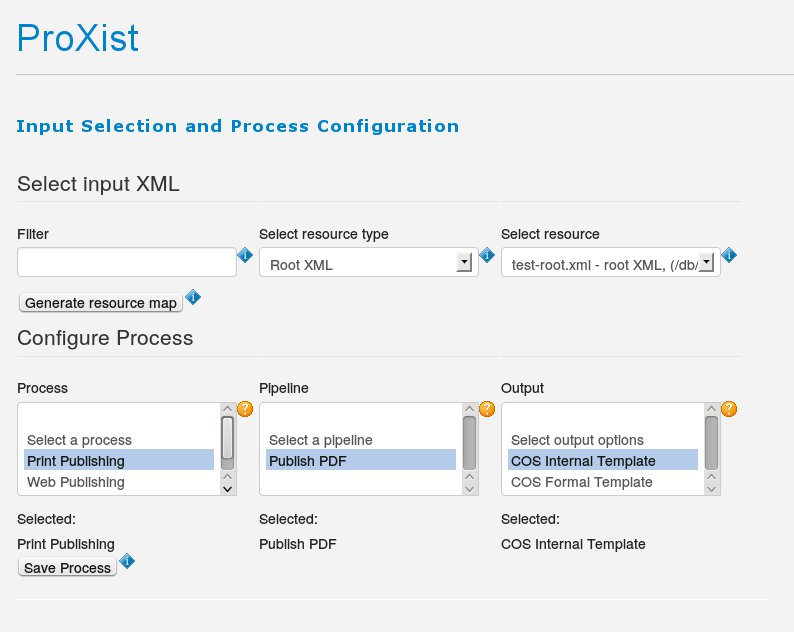 ProXist
Input Selection and Process Configuration
Select input XML
Filter
Select resource type
Select resource
Root XML
test-root.xml - root XML, (/db/
Generate resource map
Configure Process
Process
Pipeline
Output
Select a process
Print Publishing
Web Publishing
Select a pipeline
Publish PDF
Select output options
COS Internal Template
COS Formal Template
Selected:
Print Publishing
Selected:
Publish PDF
Selected:
COS Internal Template
Save Process